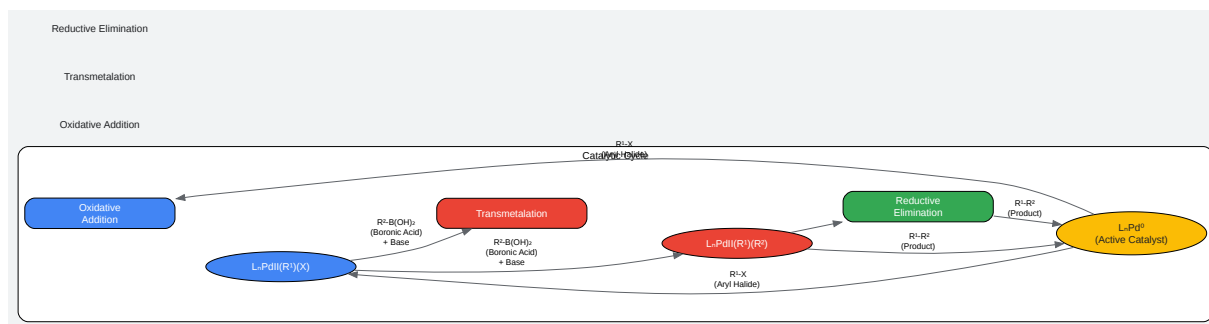 Reductive Elimination
Transmetalation
Oxidative Addition
R¹-X
(Aryl Halide)
Catalytic Cycle
Oxidative
Addition
R²-B(OH)₂
(Boronic Acid)
+ Base
Transmetalation
Reductive
Elimination
R¹-R²
(Product)
LₙPd⁰
(Active Catalyst)
LₙPdII(R¹)(X)
R²-B(OH)₂
(Boronic Acid)
+ Base
LₙPdII(R¹)(R²)
R¹-R²
(Product)
R¹-X
(Aryl Halide)